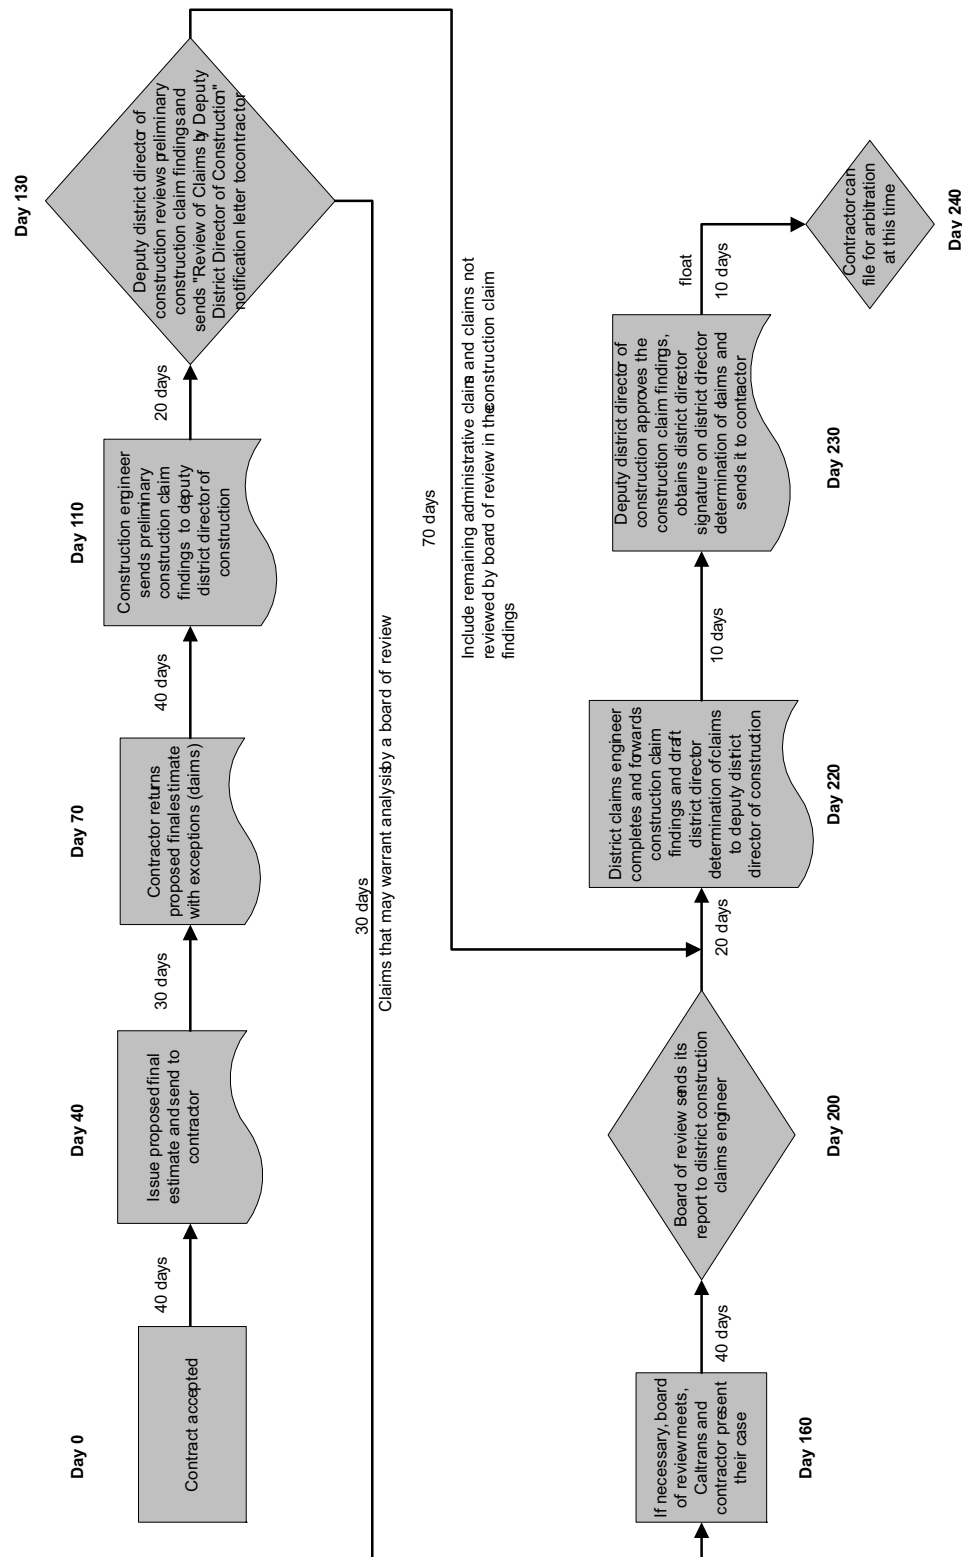 Day 0
Contract accepted
40 days
Day 40
Issue proposed final
estimate and send to
contractor
30 days
Day 70
Contractor returns
proposed final estimate
with exceptions (claims)
40 days
Day 110
Construction engineer
sends preliminary
construction claim
findings to deputy
district director of
construction
20 days
Day 130
Deputy district director of
construction reviews preliminary
construction claim findings and
sends "Review of Claims by Deputy
District Director of Construction"
notification letter to contractor
30 days
Claims that may warrant analysis by a board of review
70 days
Include remaining administrative claims and claims not
reviewed by board of review in the construction claim
findings
If necessary, board
of review meets,
Caltrans and
contractor present
their case
Day 160
40 days
Board of review sends its
report to district construction
claims engineer
Day 200
20 days
District claims engineer
completes and forwards
construction claim
findings and draft
district director
determination of claims
to deputy district
director of construction
Day 220
10 days
Deputy district director of
construction approves the
construction claim findings,
obtains district director
signature on district director
determination of claims and
sends it to contractor
Day 230
float
10 days
Contractor can
file for arbitration
at this time
Day 240